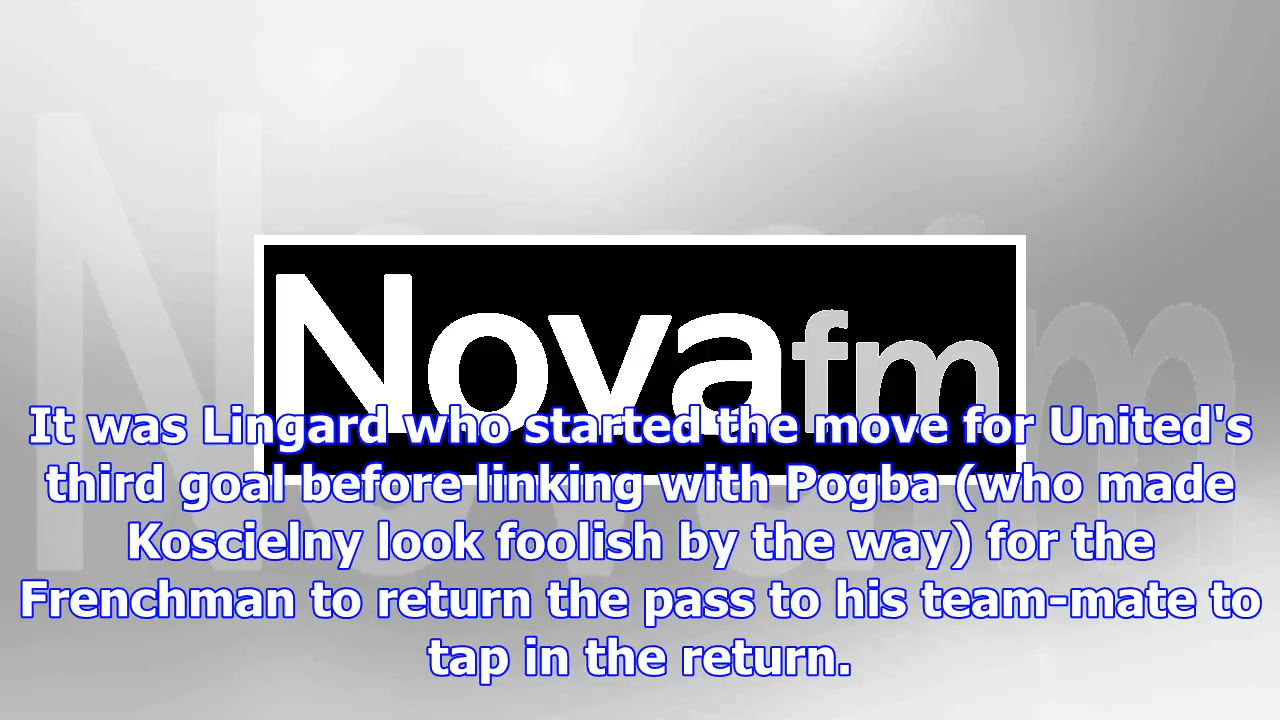 Nova fm
It was Lingard who started the move for United's
third goal before linking with Pogba (who made
Koscielny look foolish by the way) for the
Frenchman to return the pass to his team-mate to
tap in the return.